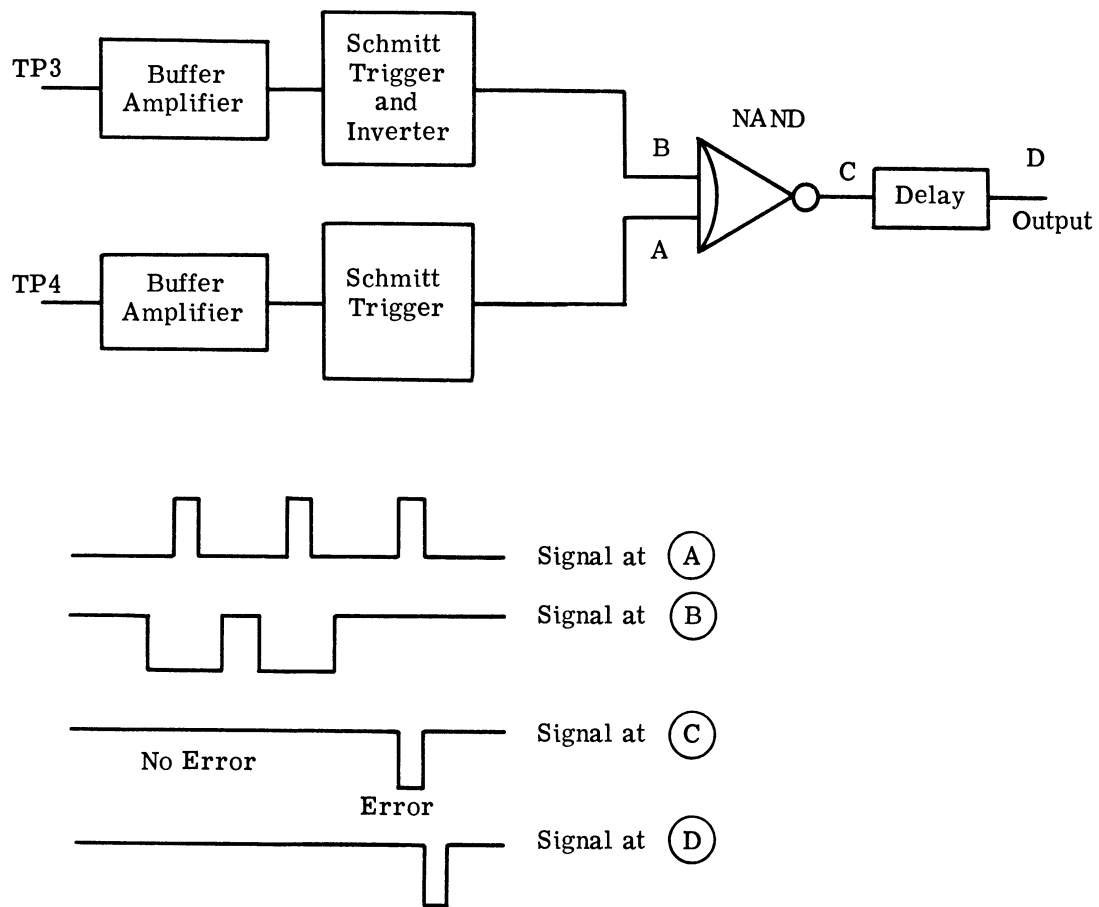 TP3
Buffer
Amplifier
Schmitt
Trigger
and
Inverter
NAND
B
C
D
Delay
Output
A
TP4
Buffer
Amplifier
Schmitt
Trigger
Signal at A
Signal at B
Signal at C
No Error
Error
Signal at D